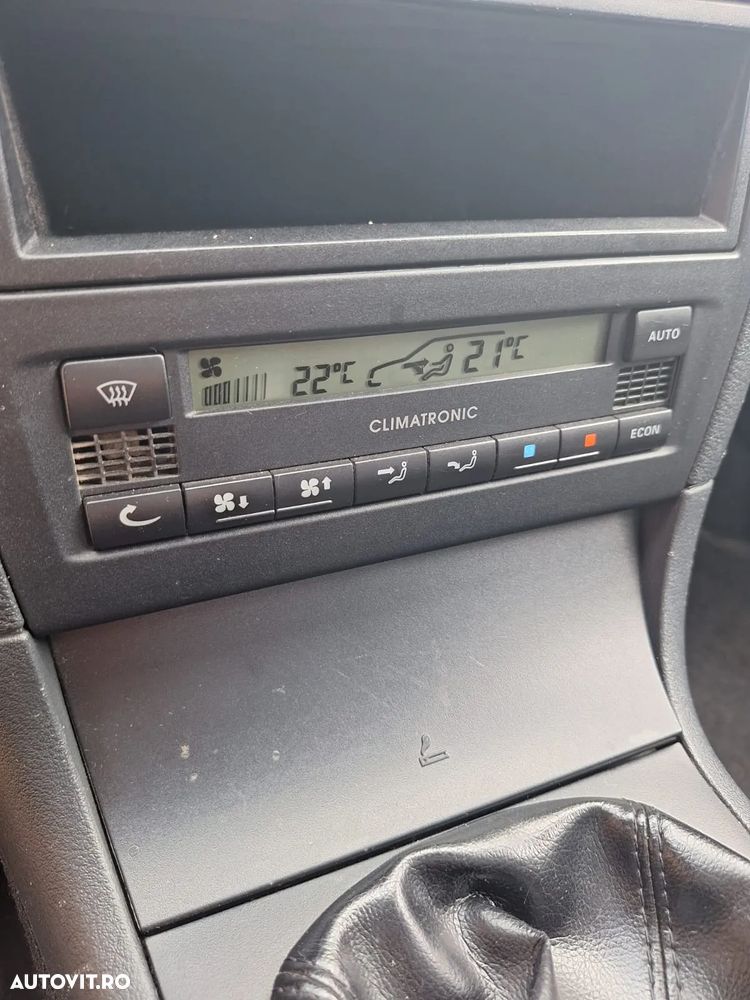 AUTO
22°C 21°C
CLIMATRONIC
ECON
AUTOVIT.RO